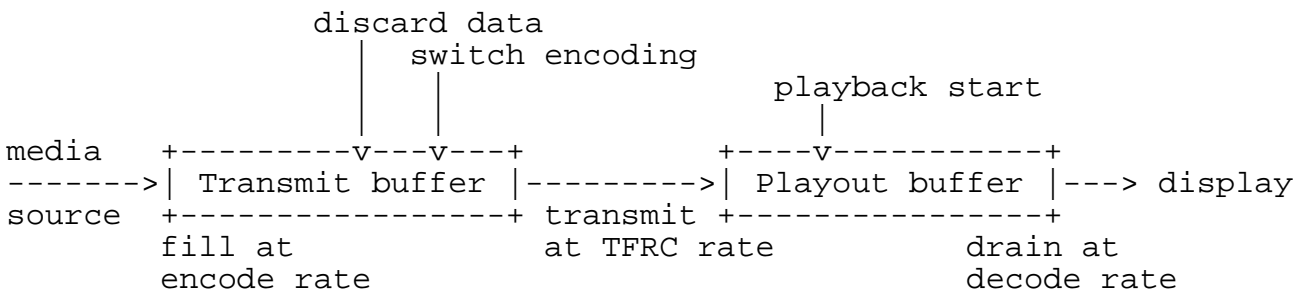 discard data
|  switch encoding
|   |                 playback start
|   |                   |
media     +---------v---v---+          +----v-----------+
------->| Transmit buffer |--------->| Playout buffer |---> display
source  +-----------------+ transmit +----------------+
fill at             at TFRC rate          drain at
encode rate                               decode rate